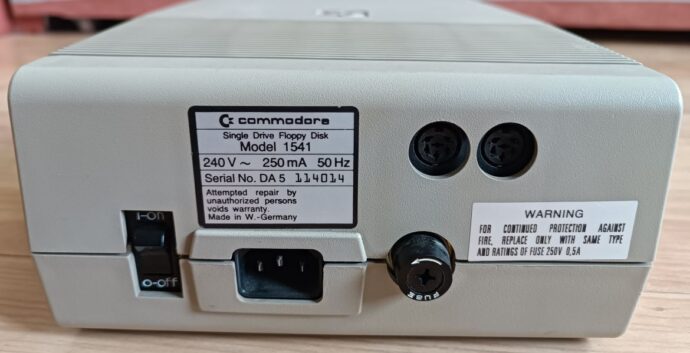 commodore
Single Drive Floppy Disk
Model 1541
240 V ~ 250 mA 50 Hz
Serial No. DA 5 114014
Attempted repair by
unauthorized persons
voids warranty.
Made in W.-Germany
I-on
o-off
FUSE
WARNING
FOR CONTINUED PROTECTION AGAINST
FIRE, REPLACE ONLY WITH SAME TYPE
AND RATINGS OF FUSE 250V 0,5A